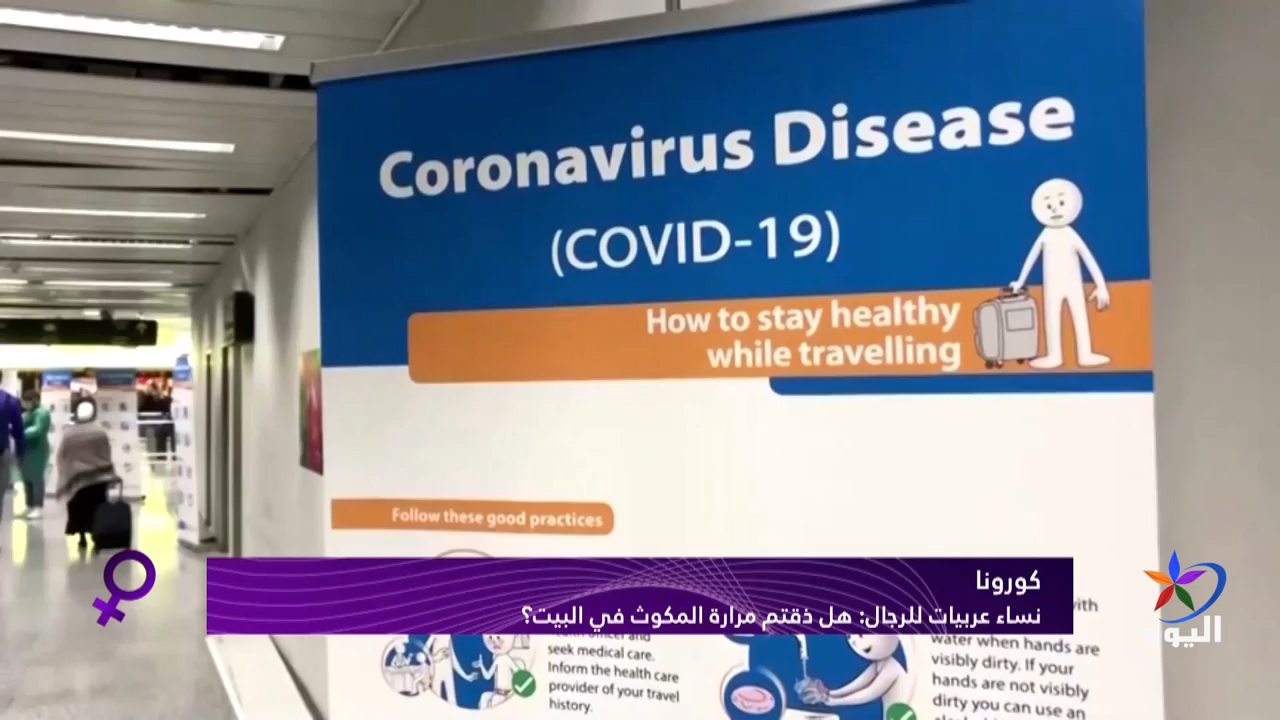 Coronavirus Disease
(COVID-19)
How to stay healthy
while travelling
Follow these good practices
كورونا
نساء عربيات للرجال: هل ذقتم مرارة المكوث في البيت؟
seek medical care.
Inform the health care
provider of your travel
history.
with
water when hands are
visibly dirty. If your
hands are not visibly
dirty you can use an
اليوم